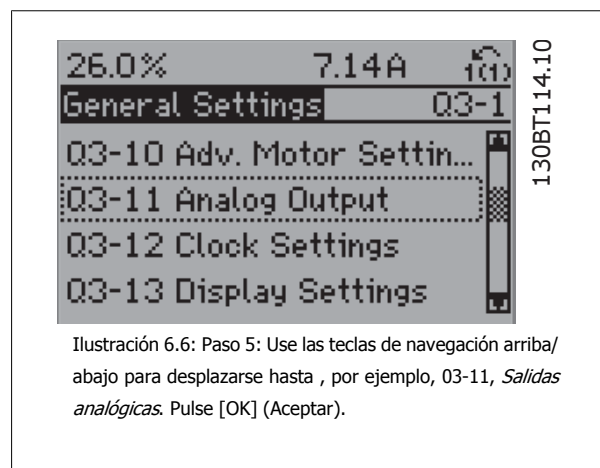 26.0% 7.14A 1(1)
General Settings Q3-1
Q3-10 Adv. Motor Settin...
Q3-11 Analog Output
Q3-12 Clock Settings
Q3-13 Display Settings
130BT114.10
Ilustración 6.6: Paso 5: Use las teclas de navegación arriba/
abajo para desplazarse hasta , por ejemplo, 03-11, Salidas
analógicas. Pulse [OK] (Aceptar).